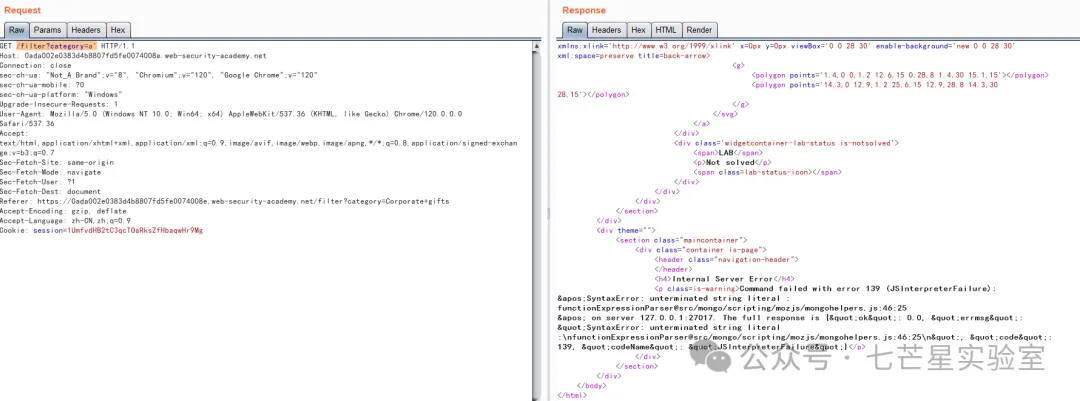 Request
Raw Params Headers Hex
GET /filter?category=a' HTTP/1.1
Host: 0ada002e0383d4b8807fd5fe0074008e.web-security-academy.net
Connection: close
sec-ch-ua: "Not_A Brand";v="8", "Chromium";v="120", "Google Chrome";v="120"
sec-ch-ua-mobile: ?0
sec-ch-ua-platform: "Windows"
Upgrade-Insecure-Requests: 1
User-Agent: Mozilla/5.0 (Windows NT 10.0; Win64; x64) AppleWebKit/537.36 (KHTML, like Gecko) Chrome/120.0.0.0
Safari/537.36
Accept:
text/html,application/xhtml+xml,application/xml;q=0.9,image/avif,image/webp,image/apng,*/*;q=0.8,application/signed-exchan
ge;v=b3;q=0.7
Sec-Fetch-Site: same-origin
Sec-Fetch-Mode: navigate
Sec-Fetch-User: ?1
Sec-Fetch-Dest: document
Referer: https://0ada002e0383d4b8807fd5fe0074008e.web-security-academy.net/filter?category=Corporate+gifts
Accept-Encoding: gzip, deflate
Accept-Language: zh-CN,zh;q=0.9
Cookie: session=1UmfvdHB2tC3qcTOaRksZfHbaqwHr9Mg
Response
Raw Headers Hex HTML Render
xmlns:xlink='http://www.w3.org/1999/xlink' x=0px y=0px viewBox='0 0 28 30' enable-background='new 0 0 28 30'
xml:space=preserve title=back-arrow>
<g>
<polygon points='1.4,0 0,1.2 12.6,15 0,28.8 1.4,30 15.1,15'></polygon>
<polygon points='14.3,0 12.9,1.2 25.6,15 12.9,28.8 14.3,30
28,15'></polygon>
</g>
</svg>
</a>
</div>
<div class='widgetcontainer-lab-status is-notsolved'>
<span>LAB</span>
<p>Not solved</p>
<span class=lab-status-icon></span>
</div>
</div>
</div>
</section>
</div>
<div theme="">
<section class="maincontainer">
<div class="container is-page">
<header class="navigation-header">
</header>
<h4>Internal Server Error</h4>
<p class=is-warning>Command failed with error 139 (JSInterpreterFailure):
&apos;SyntaxError: unterminated string literal :
functionExpressionParser@src/mongo/scripting/mozjs/mongohelpers.js:46:25
&apos; on server 127.0.0.1:27017. The full response is {&quot;ok&quot;: 0.0, &quot;errmsg&quot;:
&quot;SyntaxError: unterminated string literal
:\nfunctionExpressionParser@src/mongo/scripting/mozjs/mongohelpers.js:46:25\n&quot;, &quot;code&quot;:
139, &quot;codeName&quot;: &quot;JSInterpreterFailure&quot;}</p>
</div>
</section>
</div>
</body>
</html>
公众号·七芒星实验室